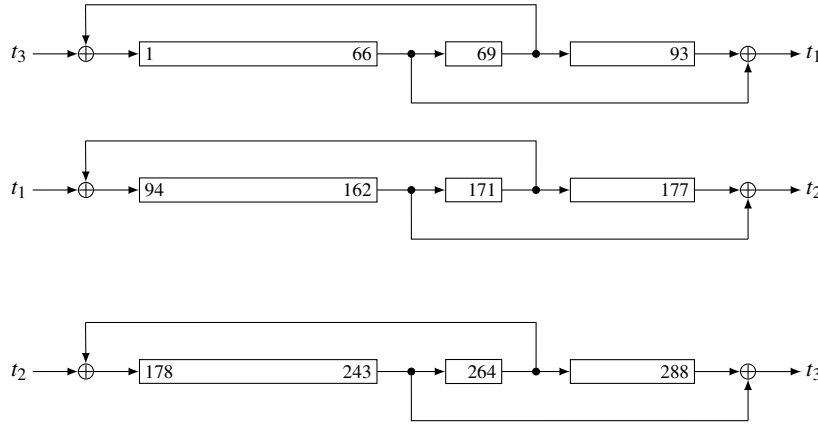 t₃ ⊕ 1 66 69 93 ⊕ t₁
t₁ ⊕ 94 162 171 177 ⊕ t₂
t₂ ⊕ 178 243 264 288 ⊕ t₃